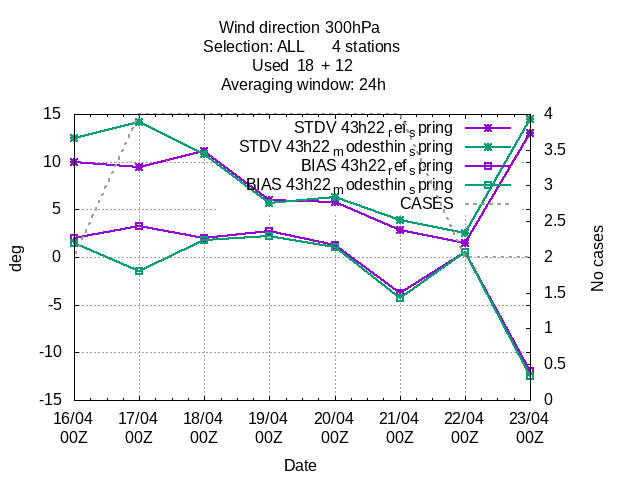 Wind direction 300hPa
Selection: ALL 4 stations
Used 18 + 12
Averaging window: 24h
STDV 43h22_ref_spring
STDV 43h22_modesthin_spring
BIAS 43h22_ref_spring
BIAS 43h22_modesthin_spring
CASES
15
10
5
0
-5
-10
-15
deg
4
3.5
3
2.5
2
1.5
1
0.5
0
No cases
16/04 17/04 18/04 19/04 20/04 21/04 22/04 23/04
00Z 00Z 00Z 00Z 00Z 00Z 00Z 00Z
Date